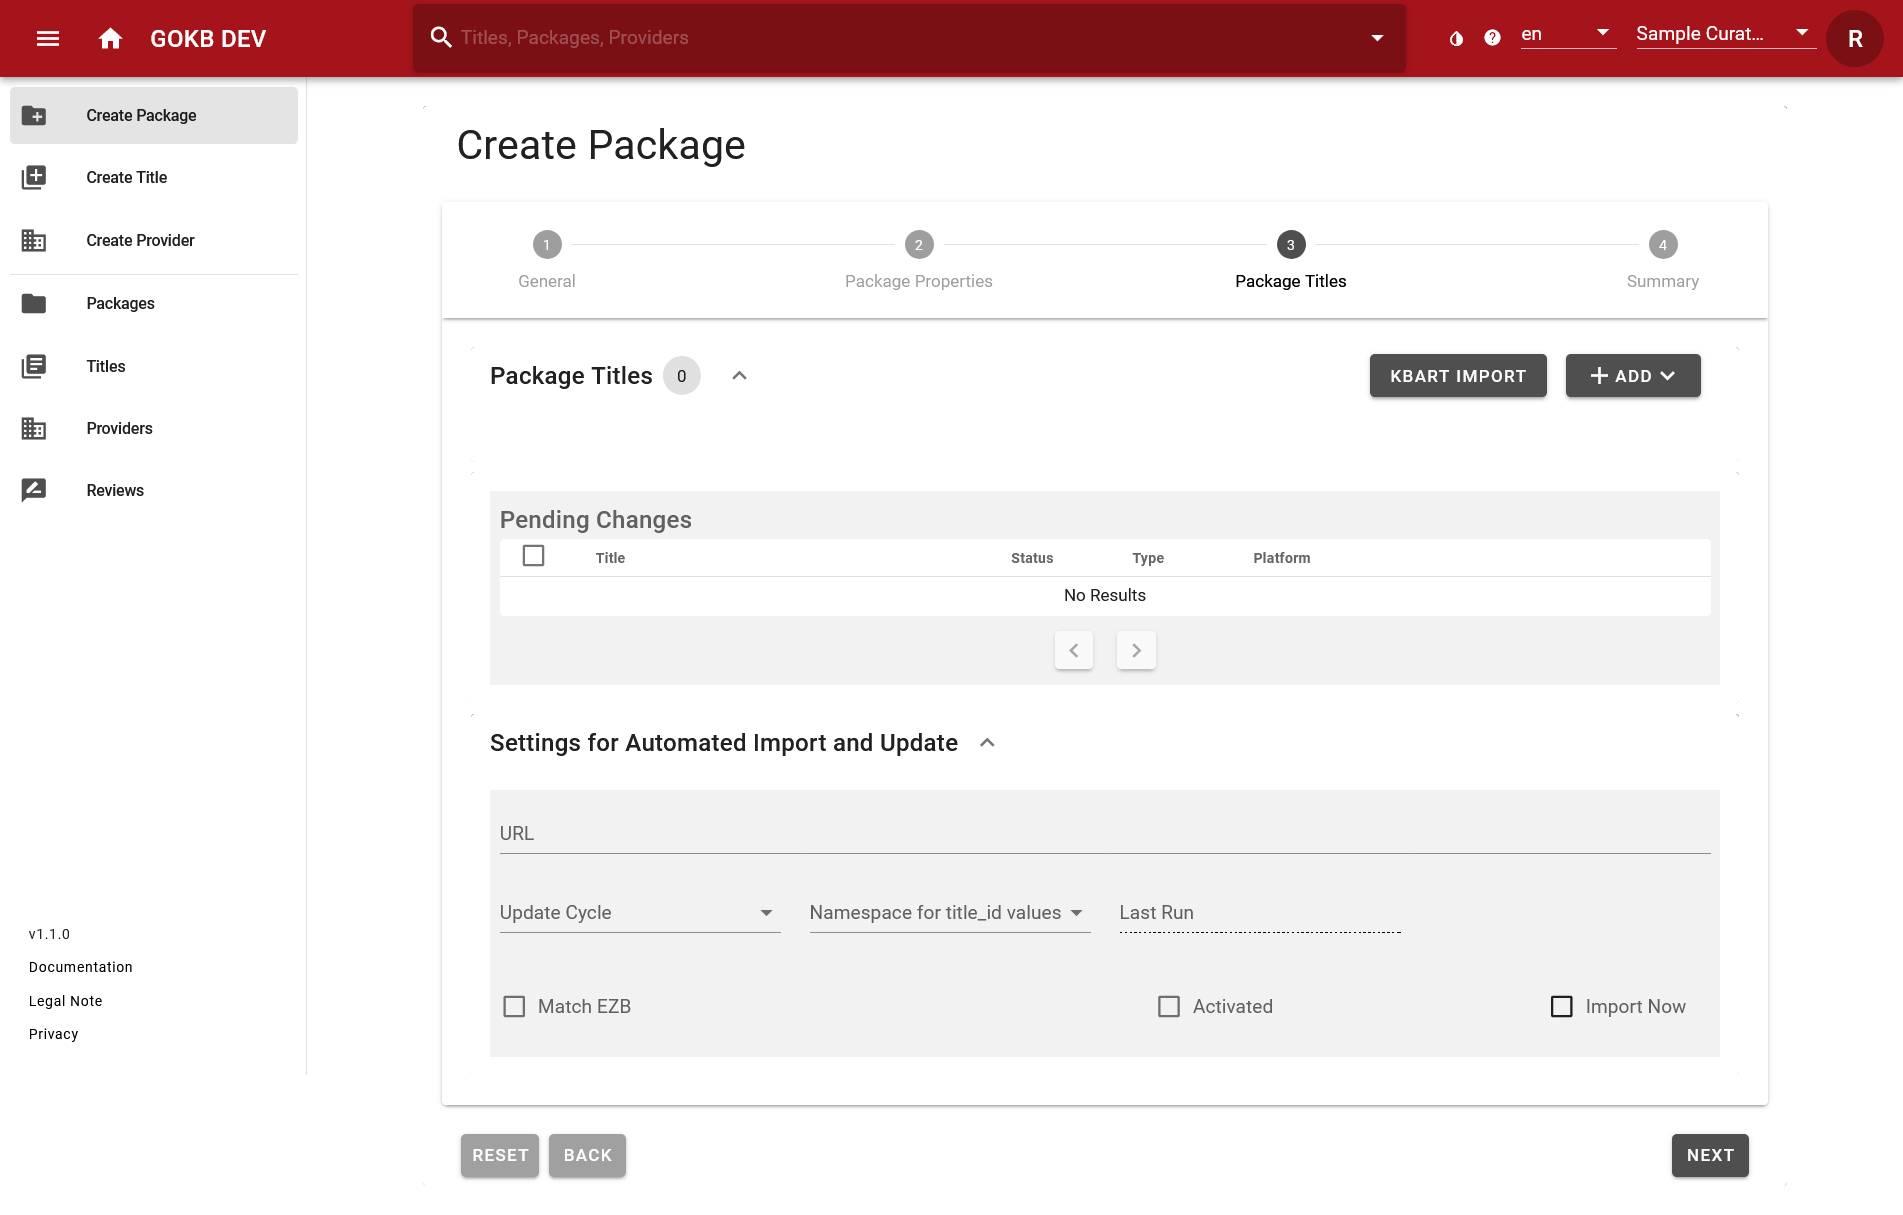 GOKB DEV
Titles, Packages, Providers
en
Sample Curat...
R
Create Package
Create Title
Create Provider
Packages
Titles
Providers
Reviews
v1.1.0
Documentation
Legal Note
Privacy
Create Package
1
General
2
Package Properties
3
Package Titles
4
Summary
Package Titles 0
KBART IMPORT
ADD
Pending Changes
Title Status Type Platform
No Results
Settings for Automated Import and Update
URL
Update Cycle
Namespace for title_id values
Last Run
Match EZB
Activated
Import Now
RESET
BACK
NEXT